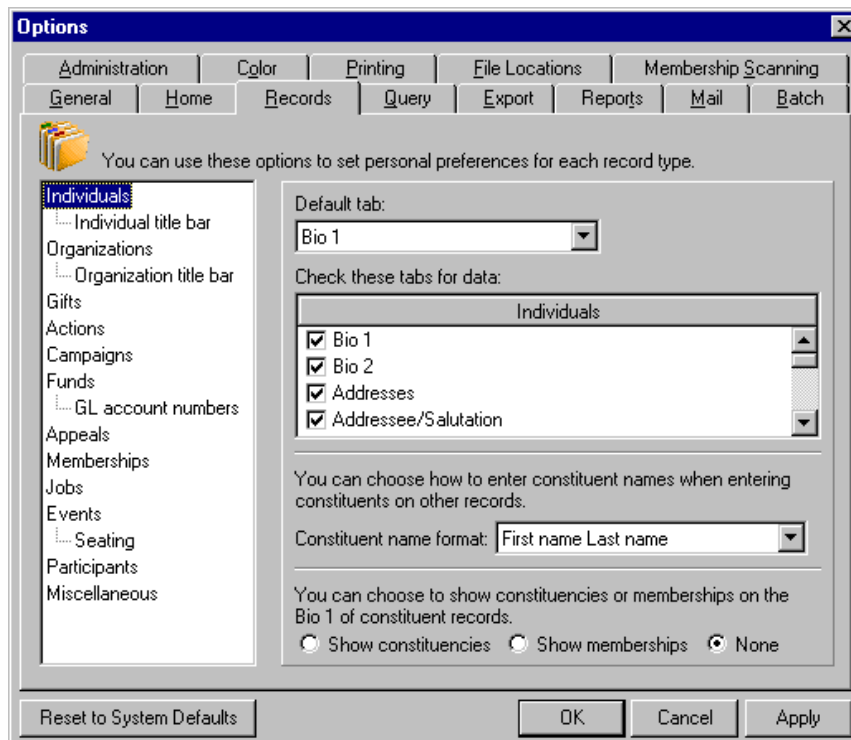 Options
Administration Color Printing File Locations Membership Scanning
General Home Records Query Export Reports Mail Batch
You can use these options to set personal preferences for each record type.
Individuals
Individual title bar
Organizations
Organization title bar
Gifts
Actions
Campaigns
Funds
GL account numbers
Appeals
Memberships
Jobs
Events
Seating
Participants
Miscellaneous
Default tab:
Bio 1
Check these tabs for data:
Individuals
Bio 1
Bio 2
Addresses
Addressee/Salutation
You can choose how to enter constituent names when entering
constituents on other records.
Constituent name format: First name Last name
You can choose to show constituencies or memberships on the
Bio 1 of constituent records.
Show constituencies Show memberships None
Reset to System Defaults OK Cancel Apply